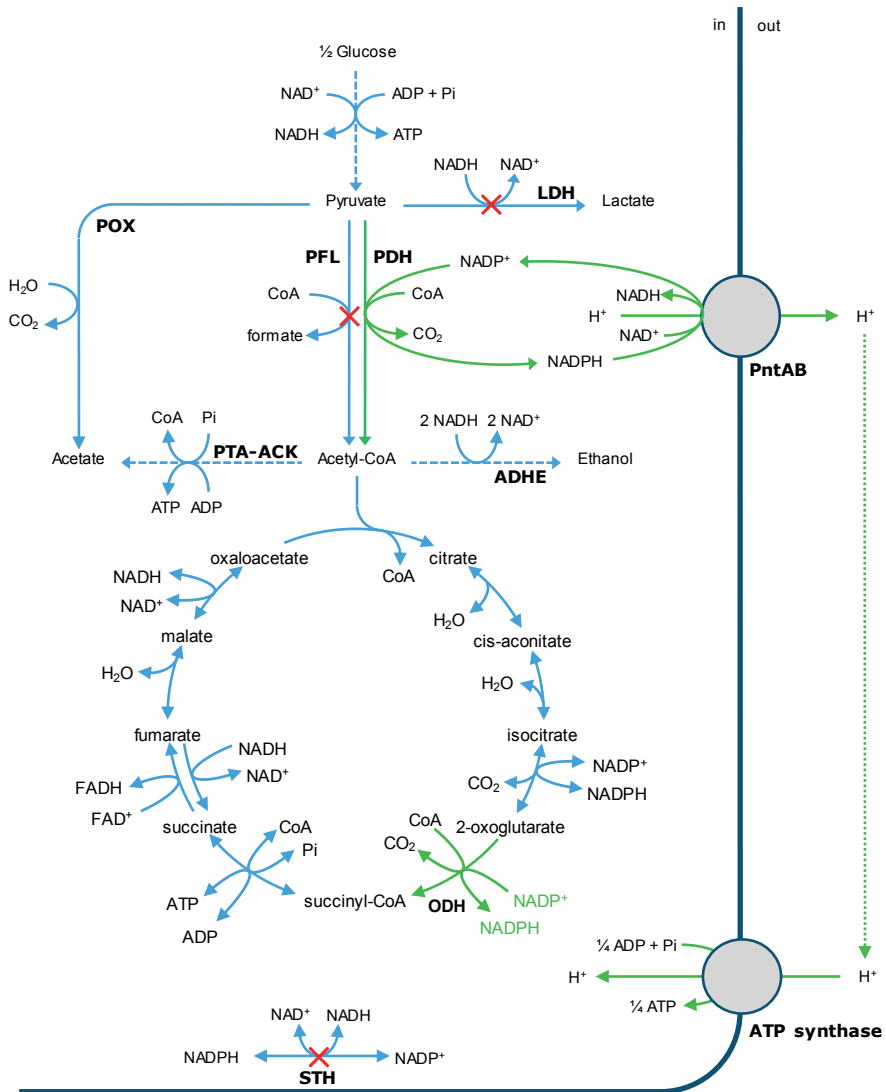 in out
½ Glucose
NAD⁺ ADP + Pi
NADH ATP
NADH NAD⁺
Pyruvate LDH Lactate
POX
PFL PDH NADP⁺
H₂O CoA CoA NADH
H⁺ H⁺
CO₂ formate CO₂ NAD⁺
NADPH PntAB
CoA Pi 2 NADH 2 NAD⁺
Acetate PTA-ACK Acetyl-CoA Ethanol
ADHE
ATP ADP
oxaloacetate citrate
NADH CoA
NAD⁺ H₂O
malate cis-aconitate
H₂O H₂O
fumarate isocitrate
NADH NADP⁺
FADH NAD⁺ CO₂ NADPH
FAD⁺ CoA
succinate CoA 2-oxoglutarate
Pi CO₂
ATP succinyl-CoA ODH NADP⁺
NADPH
ADP
¼ ADP + Pi
H⁺ H⁺
¼ ATP
NAD⁺ NADH ATP synthase
NADPH NADP⁺
STH